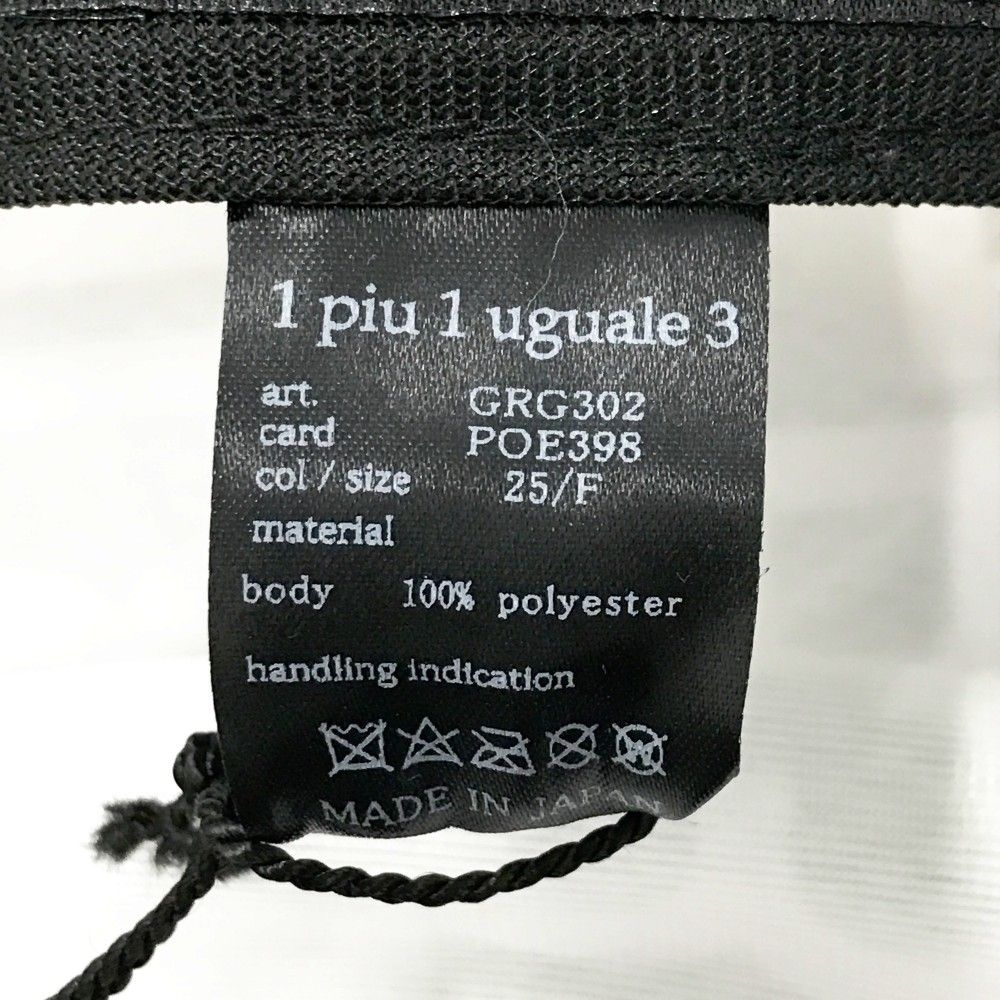 1 piu 1 uguale 3
art. GRG302
card POE398
col / size 25/F
material
body 100% polyester
handling indication
W
MADE IN JAPAN